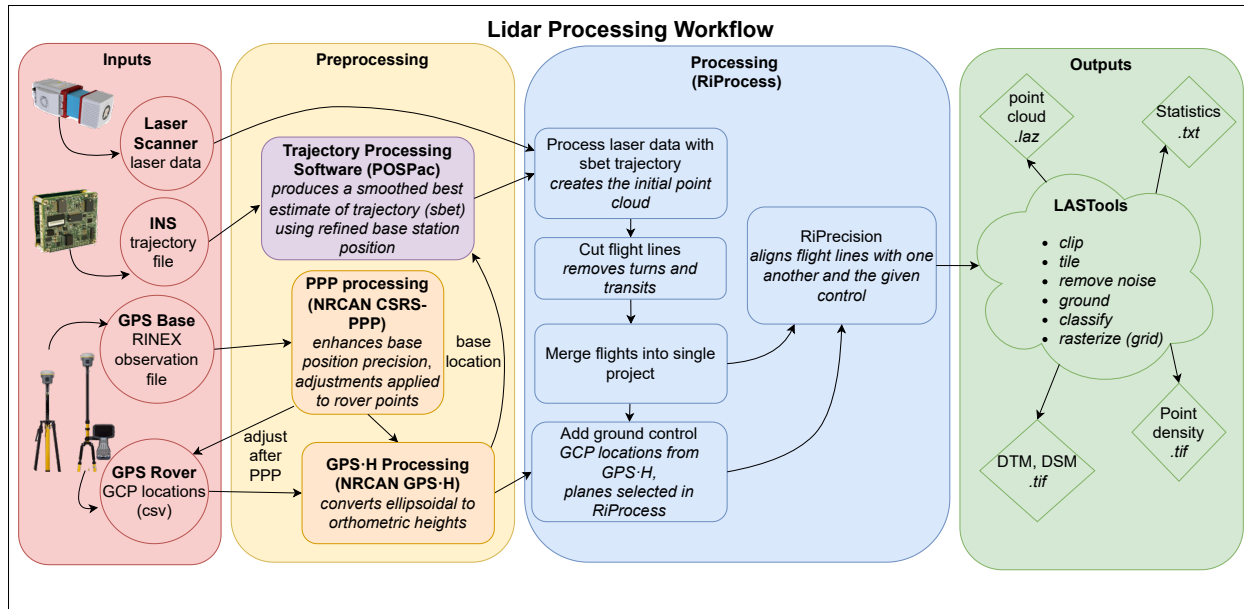 Lidar Processing Workflow
Inputs
Laser
Scanner
laser data
INS
trajectory
file
GPS Base
RINEX
observation
file
GPS Rover
GCP locations
(csv)
Preprocessing
Trajectory Processing
Software (POSPac)
produces a smoothed best
estimate of trajectory (sbet)
using refined base station
position
PPP processing
(NRCAN CSRS-
PPP)
enhances base
position precision,
adjustments applied
to rover points
base
location
adjust
after
PPP
GPS·H Processing
(NRCAN GPS·H)
converts ellipsoidal to
orthometric heights
Processing
(RiProcess)
Process laser data with
sbet trajectory
creates the initial point
cloud
Cut flight lines
removes turns and
transits
Merge flights into single
project
Add ground control
GCP locations from
GPS·H,
planes selected in
RiProcess
RiPrecision
aligns flight lines with one
another and the given
control
Outputs
point
cloud
.laz
Statistics
.txt
LASTools
• clip
• tile
• remove noise
• ground
• classify
• rasterize (grid)
DTM, DSM
.tif
Point
density
.tif